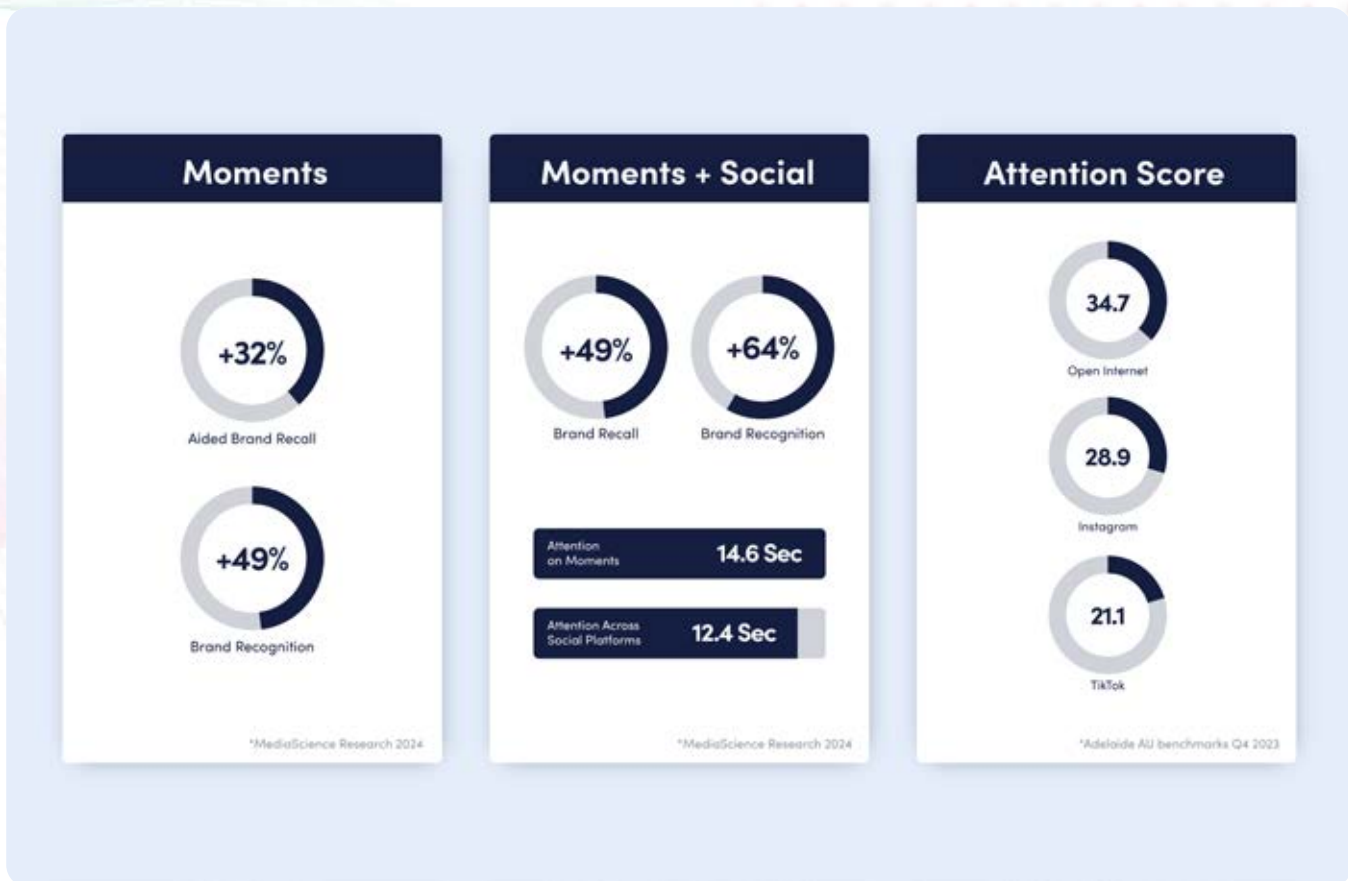 Moments
+32%
Aided Brand Recall
+49%
Brand Recognition
*MediaScience Research 2024
Moments + Social
+49%
Brand Recall
+64%
Brand Recognition
Attention
on Moments
14.6 Sec
Attention Across
Social Platforms
12.4 Sec
*MediaScience Research 2024
Attention Score
34.7
Open Internet
28.9
Instagram
21.1
TikTok
*Adelaide AU benchmarks Q4 2023